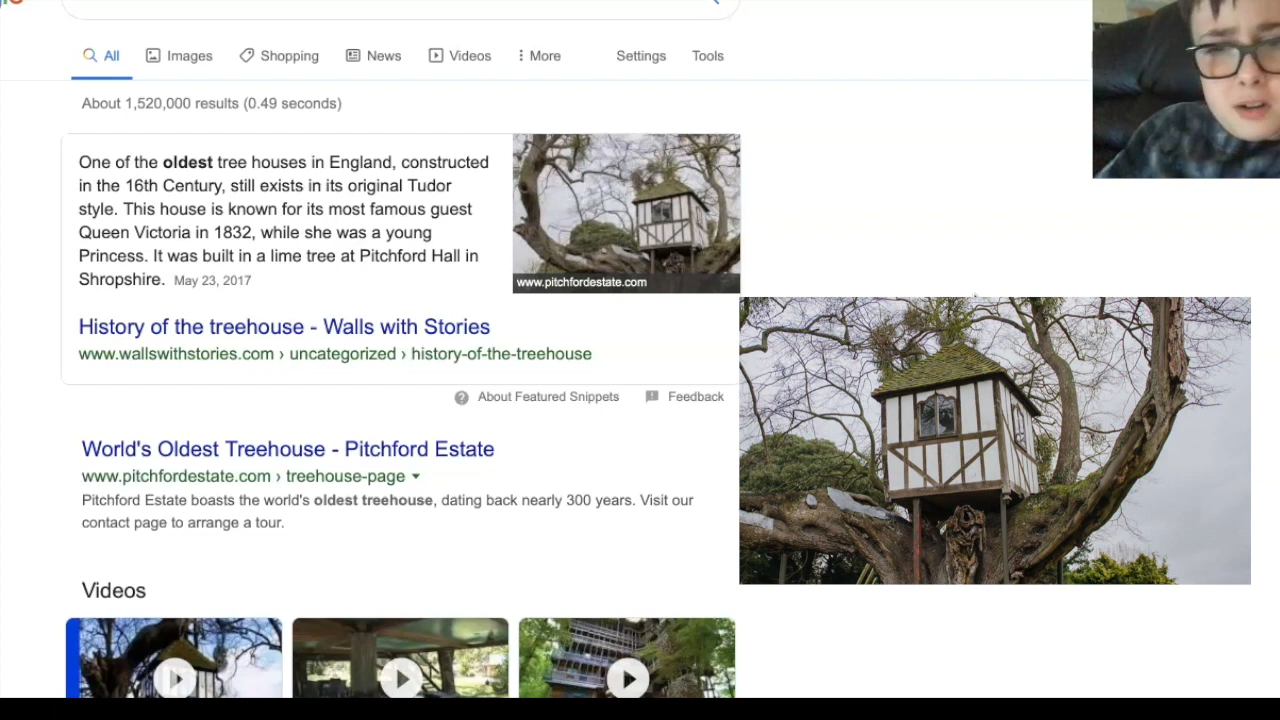 All Images Shopping News Videos More Settings Tools
About 1,520,000 results (0.49 seconds)
One of the oldest tree houses in England, constructed
in the 16th Century, still exists in its original Tudor
style. This house is known for its most famous guest
Queen Victoria in 1832, while she was a young
Princess. It was built in a lime tree at Pitchford Hall in
Shropshire. May 23, 2017
www.pitchfordestate.com
History of the treehouse - Walls with Stories
www.wallswithstories.com › uncategorized › history-of-the-treehouse
About Featured Snippets Feedback
World's Oldest Treehouse - Pitchford Estate
www.pitchfordestate.com › treehouse-page
Pitchford Estate boasts the world's oldest treehouse, dating back nearly 300 years. Visit our
contact page to arrange a tour.
Videos